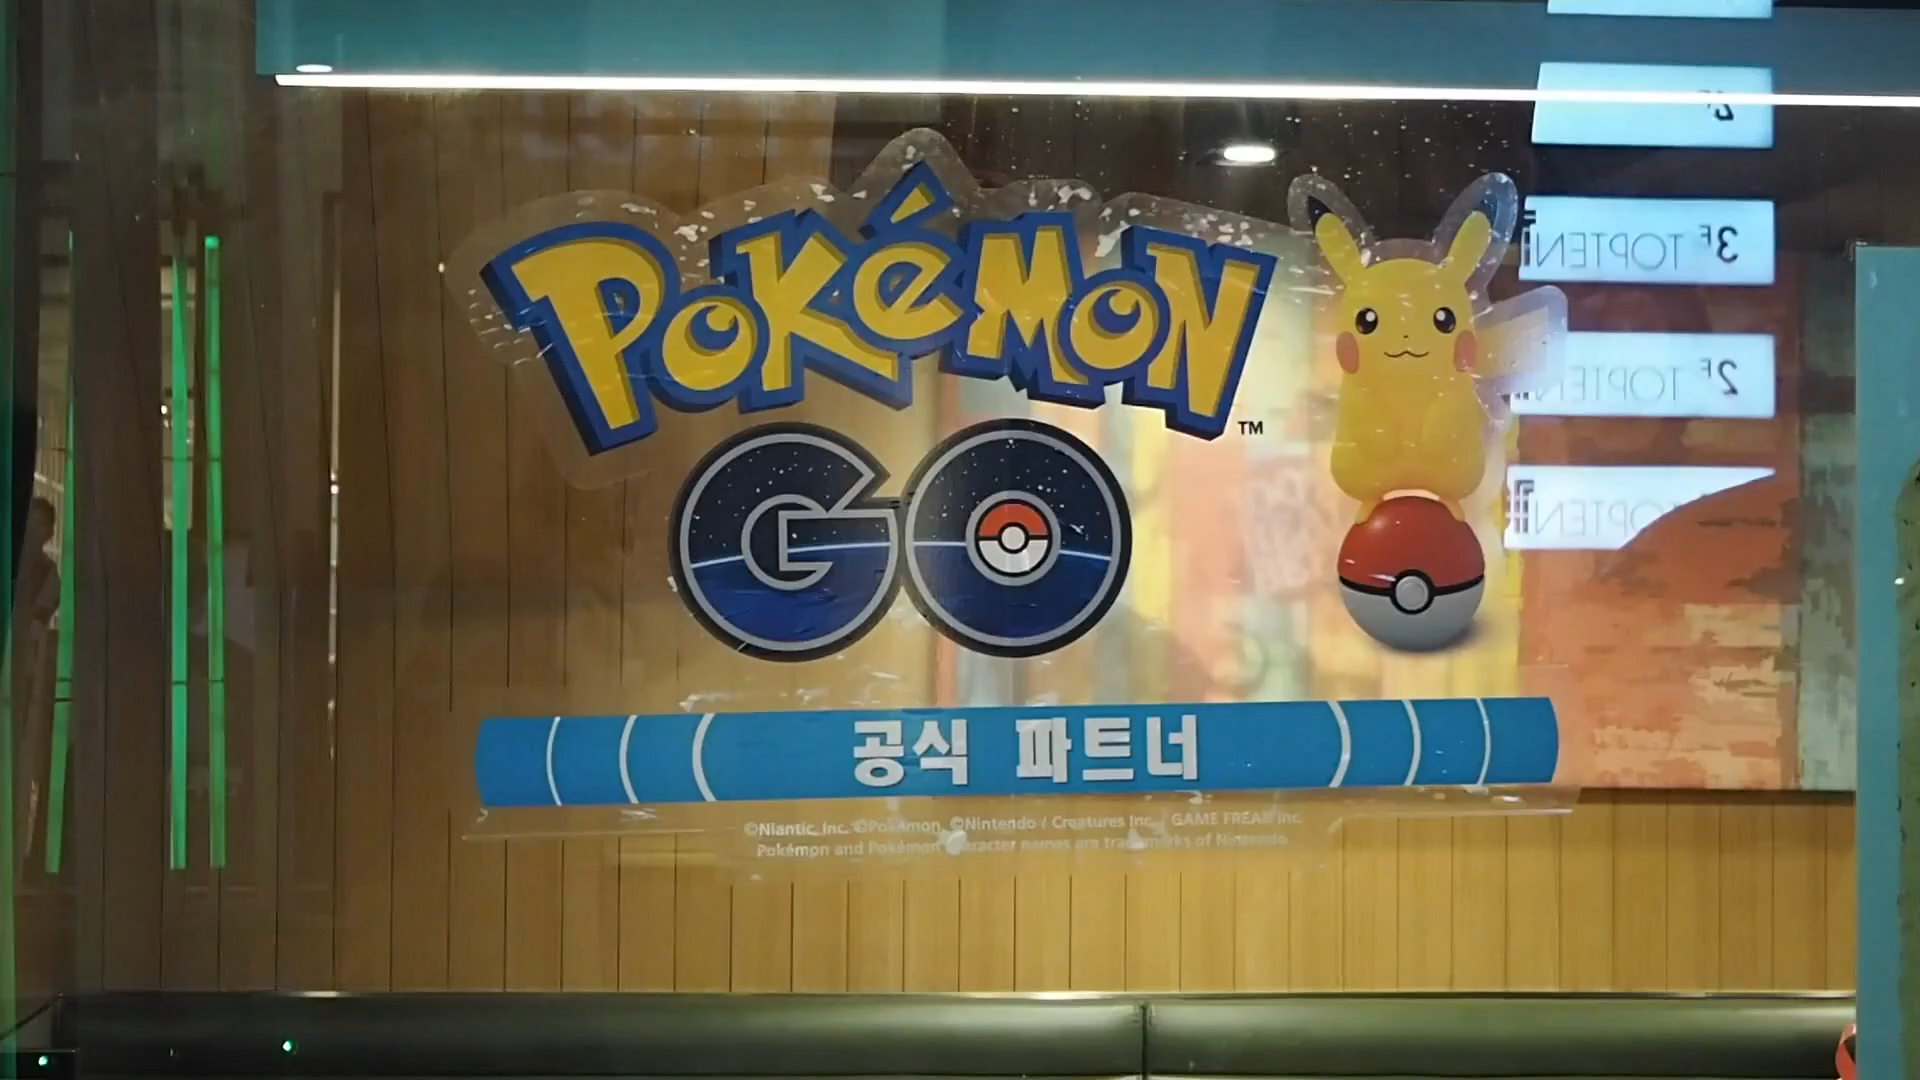 POKéMON
TM
GO
공식 파트너
©Niantic, Inc. ©Pokémon. ©Nintendo / Creatures Inc. / GAME FREAK inc.
Pokémon and Pokémon character names are trademarks of Nintendo.
3F TOPTEN
2F TOPTEN
TOPTEN